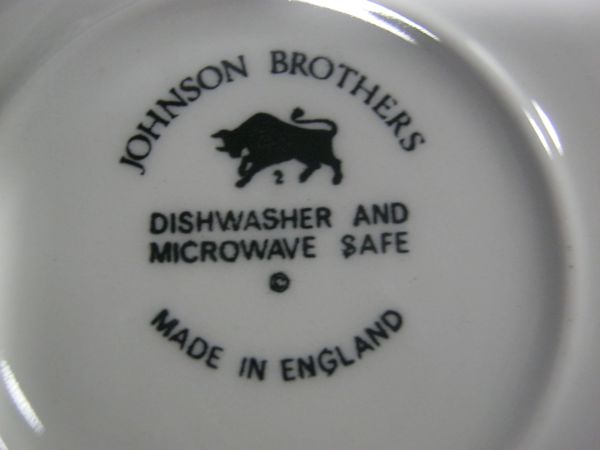 JOHNSON BROTHERS
2
DISHWASHER AND
MICROWAVE SAFE
©
MADE IN ENGLAND